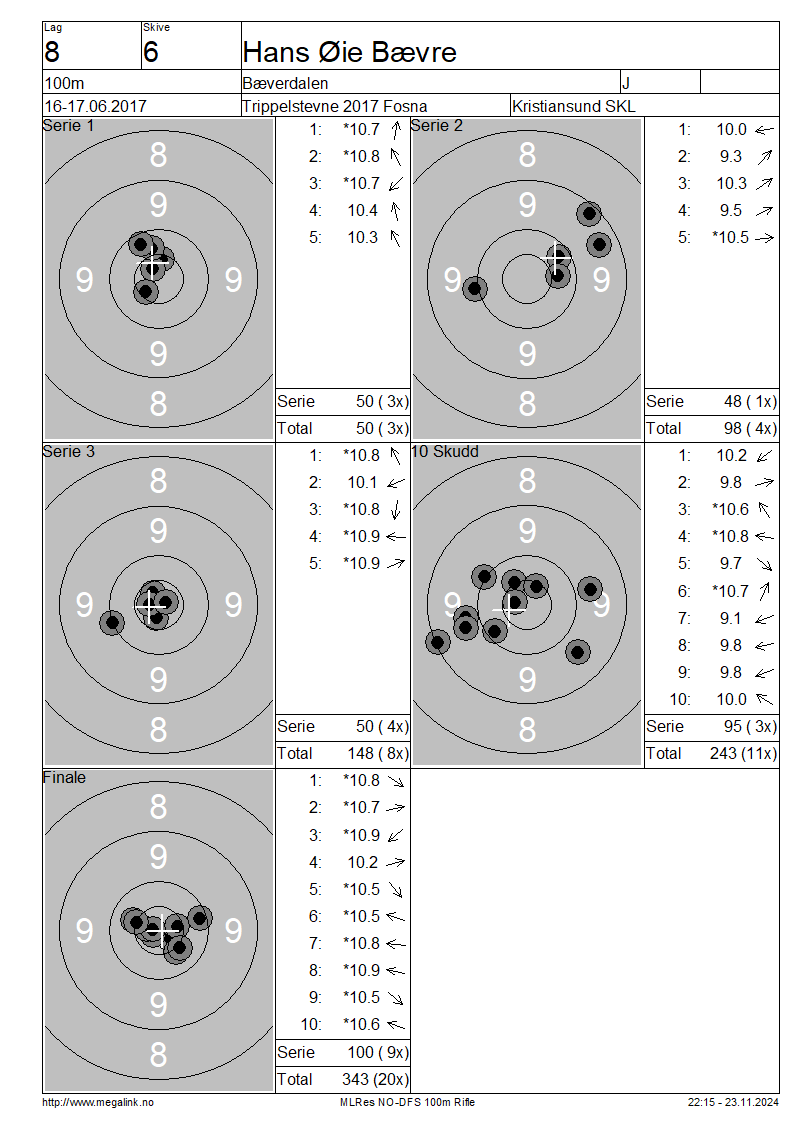 Lag
Skive
8
6
Hans Øie Bævre
100m
Bæverdalen
J
16-17.06.2017
Trippelstevne 2017 Fosna
Kristiansund SKL
Serie 1
8
9
9 9
9
8
1: *10.7
2: *10.8
3: *10.7
4: 10.4
5: 10.3
Serie 50 ( 3x)
Total 50 ( 3x)
Serie 2
8
9
9 9
9
8
1: 10.0
2: 9.3
3: 10.3
4: 9.5
5: *10.5
Serie 48 ( 1x)
Total 98 ( 4x)
Serie 3
8
9
9 9
9
8
1: *10.8
2: 10.1
3: *10.8
4: *10.9
5: *10.9
Serie 50 ( 4x)
Total 148 ( 8x)
10 Skudd
8
9
9 9
9
8
1: 10.2
2: 9.8
3: *10.6
4: *10.8
5: 9.7
6: *10.7
7: 9.1
8: 9.8
9: 9.8
10: 10.0
Serie 95 ( 3x)
Total 243 (11x)
Finale
8
9
9 9
9
8
1: *10.8
2: *10.7
3: *10.9
4: 10.2
5: *10.5
6: *10.5
7: *10.8
8: *10.9
9: *10.5
10: *10.6
Serie 100 ( 9x)
Total 343 (20x)
http://www.megalink.no
MLRes NO-DFS 100m Rifle
22:15 - 23.11.2024